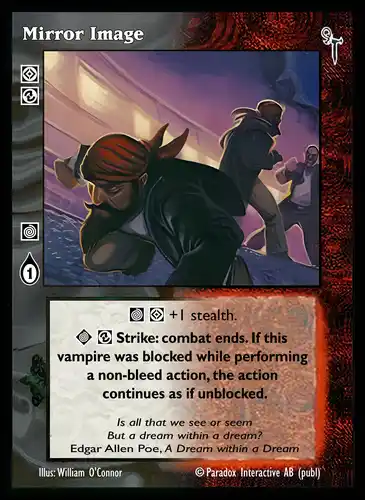 Mirror Image
1
+1 stealth.
Strike: combat ends. If this
vampire was blocked while performing
a non-bleed action, the action
continues as if unblocked.
Is all that we see or seem
But a dream within a dream?
Edgar Allen Poe, A Dream within a Dream
Illus: William O'Connor
© Paradox Interactive AB (publ)